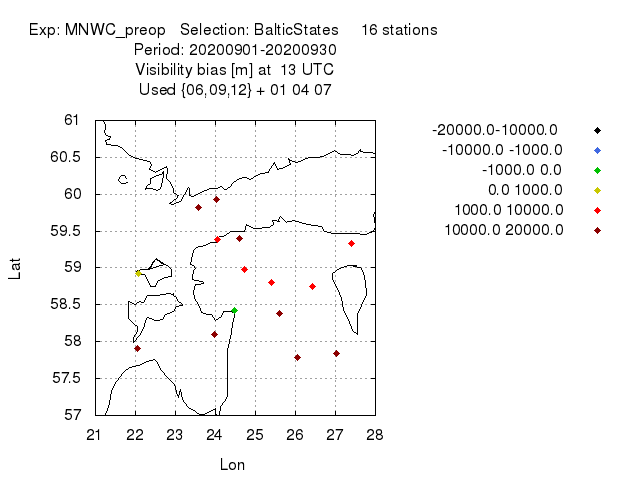 Exp: MNWC_preop Selection: BalticStates 16 stations
Period: 20200901-20200930
Visibility bias [m] at 13 UTC
Used {06,09,12} + 01 04 07
-20000.0-10000.0
-10000.0 -1000.0
-1000.0 0.0
0.0 1000.0
1000.0 10000.0
10000.0 20000.0
61
60.5
60
59.5
59
58.5
58
57.5
57
Lat
21 22 23 24 25 26 27 28
Lon